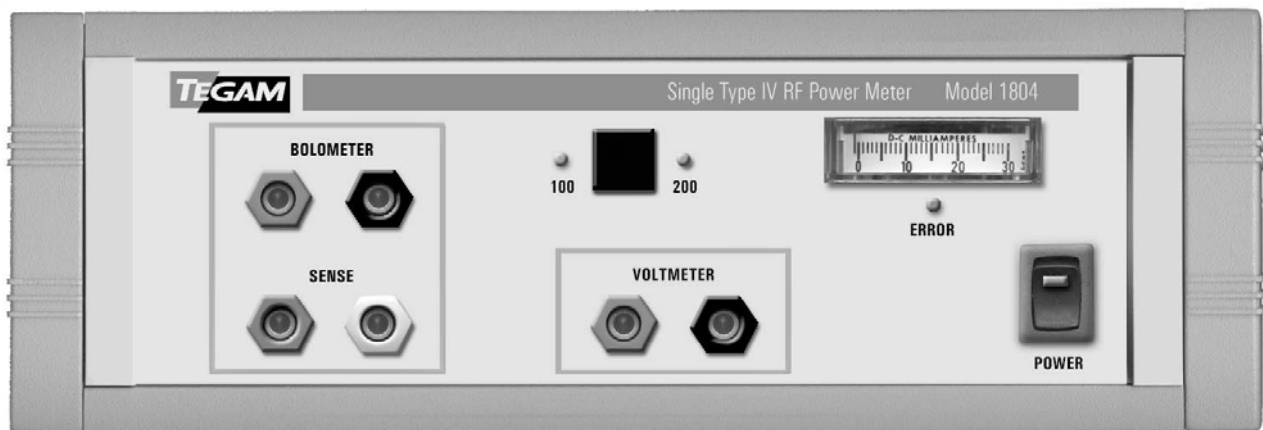 TEGAM
Single Type IV RF Power Meter Model 1804
BOLOMETER
100
200
D-C MILLIAMPERES
0 10 20 30
ERROR
SENSE
VOLTMETER
POWER